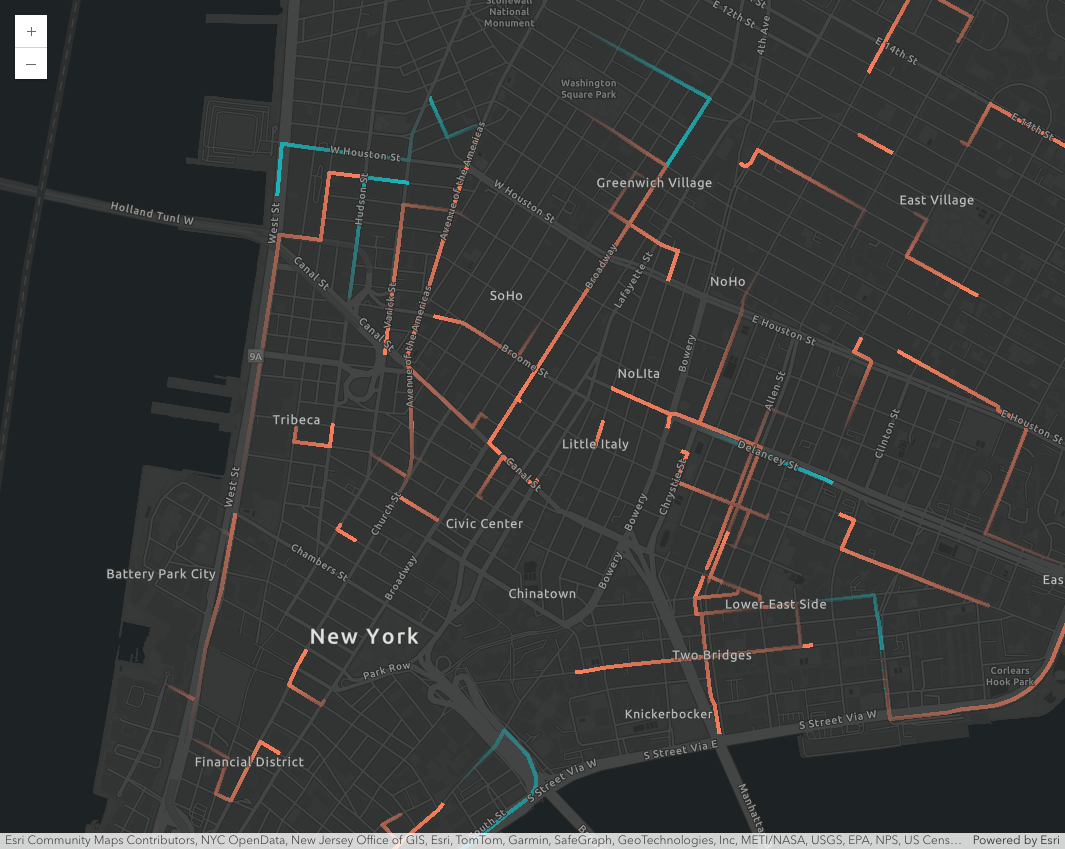 +
−
Stonewall
National
Monument
E 12th St
4th Ave
E 14th St
E 14th St
Washington
Square Park
W Houston St
Greenwich Village
East Village
Holland Tunl W
West St
Hudson St
Avenue of the Americas
W Houston St
Canal St
Broadway
Lafayette St
NoHo
SoHo
Varick St
Canal St
Avenue of the Americas
Avenue of the Americas
9A
Broome St
E Houston St
Bowery
NoLIta
Allen St
Tribeca
Little Italy
Clinton St
E Houston St
Delancey St
West St
Canal St
Chrystie St
Church St
Civic Center
Bowery
Battery Park City
Chambers St
Broadway
Chinatown
Bowery
Lower East Side
Eas
New York
Park Row
Two Bridges
Corlears
Hook Park
Knickerbocker
S Street Via W
S Street Via E
Financial District
S Street Via W
Manhatta
outh St
B
Esri Community Maps Contributors, NYC OpenData, New Jersey Office of GIS, Esri, TomTom, Garmin, SafeGraph, GeoTechnologies, Inc, METI/NASA, USGS, EPA, NPS, US Cens…
Powered by Esri